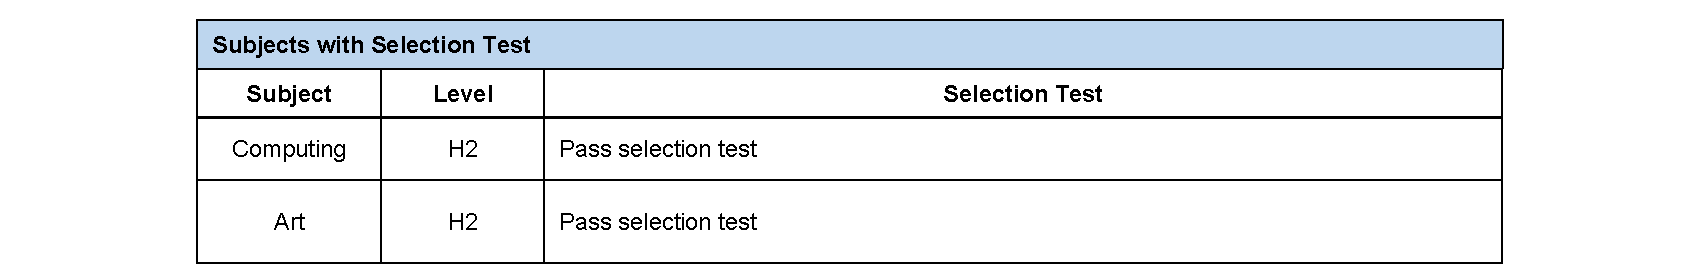 Subjects with Selection Test
Subject Level Selection Test
Computing H2 Pass selection test
Art H2 Pass selection test